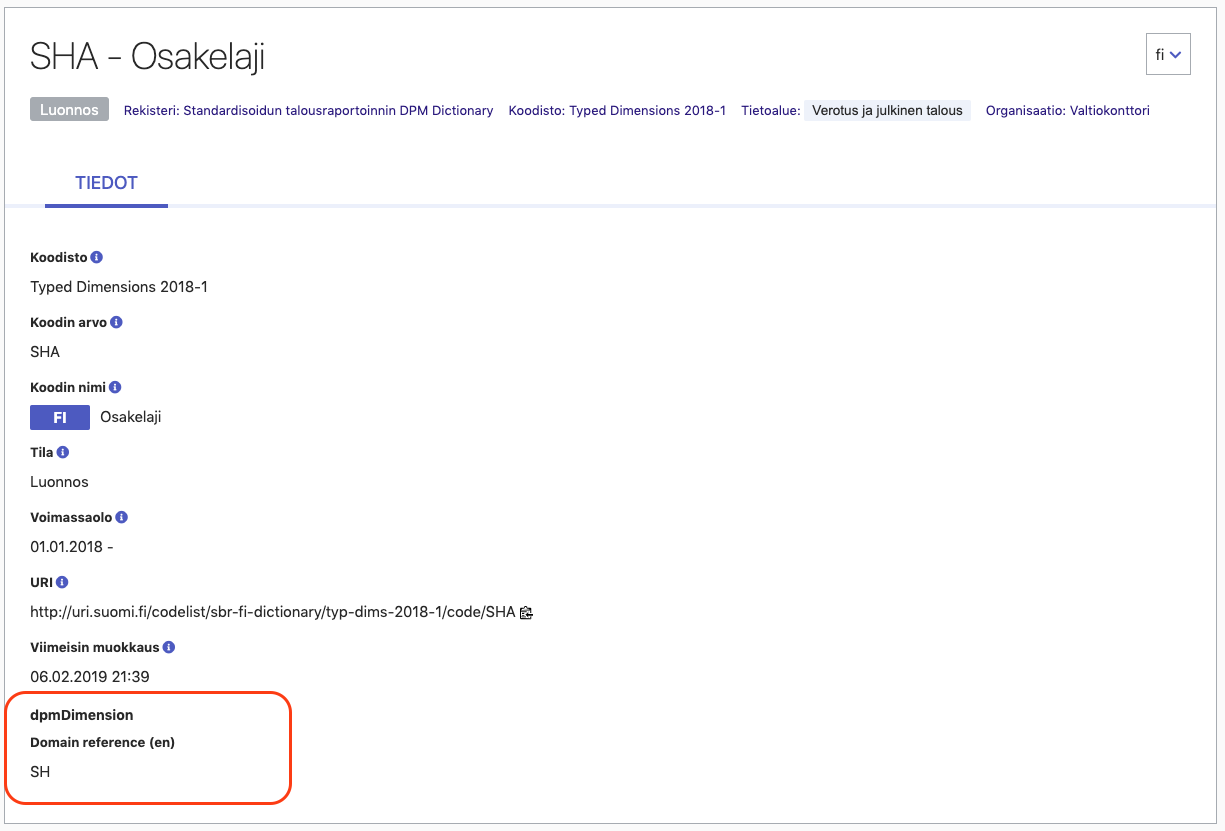 SHA - Osakelaji
fi
Luonnos Rekisteri: Standardisoidun talousraportoinnin DPM Dictionary Koodisto: Typed Dimensions 2018-1 Tietoalue: Verotus ja julkinen talous Organisaatio: Valtiokonttori
TIEDOT
Koodisto
Typed Dimensions 2018-1
Koodin arvo
SHA
Koodin nimi
FI Osakelaji
Tila
Luonnos
Voimassaolo
01.01.2018 -
URI
http://uri.suomi.fi/codelist/sbr-fi-dictionary/typ-dims-2018-1/code/SHA
Viimeisin muokkaus
06.02.2019 21:39
dpmDimension
Domain reference (en)
SH